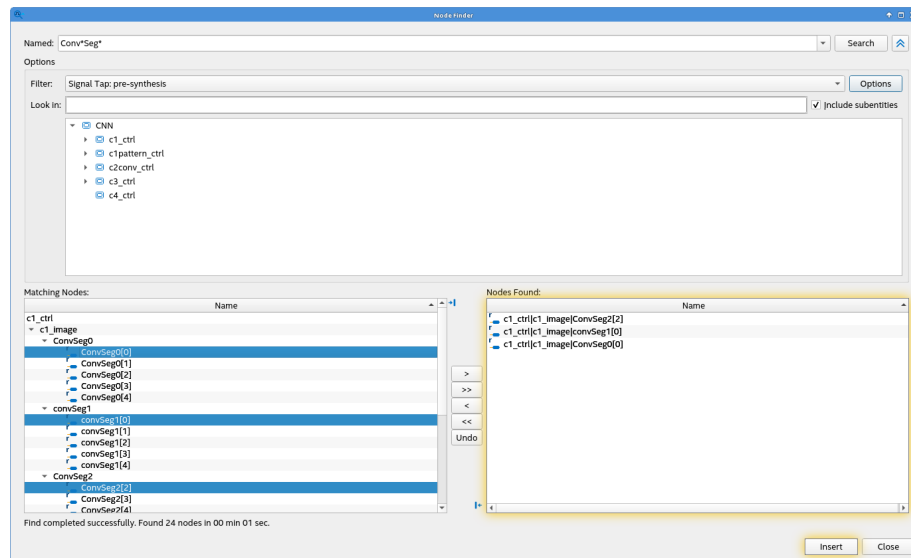 Node Finder
Named: Conv*Seg* Search
Options
Filter: Signal Tap: pre-synthesis Options
Look in: Include subentities
CNN
c1_ctrl
c1pattern_ctrl
c2conv_ctrl
c3_ctrl
c4_ctrl
Matching Nodes:
Name
c1_ctrl
c1_image
ConvSeg0
ConvSeg0[0]
ConvSeg0[1]
ConvSeg0[2]
ConvSeg0[3]
ConvSeg0[4]
convSeg1
convSeg1[0]
convSeg1[1]
convSeg1[2]
convSeg1[3]
convSeg1[4]
ConvSeg2
ConvSeg2[2]
ConvSeg2[3]
ConvSeg2[4]
>
>>
<
<<
Undo
Nodes Found:
Name
c1_ctrl|c1_image|ConvSeg2[2]
c1_ctrl|c1_image|convSeg1[0]
c1_ctrl|c1_image|ConvSeg0[0]
Find completed successfully. Found 24 nodes in 00 min 01 sec.
Insert Close